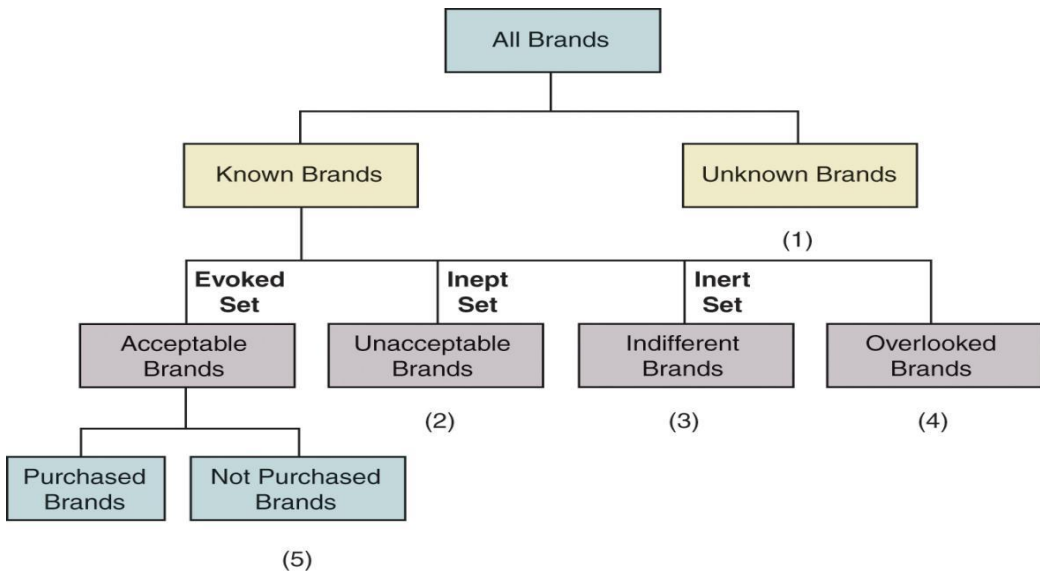 All Brands
Known Brands
Unknown Brands
(1)
Evoked
Set
Inept
Set
Inert
Set
Acceptable
Brands
Unacceptable
Brands
Indifferent
Brands
Overlooked
Brands
(2)
(3)
(4)
Purchased
Brands
Not Purchased
Brands
(5)